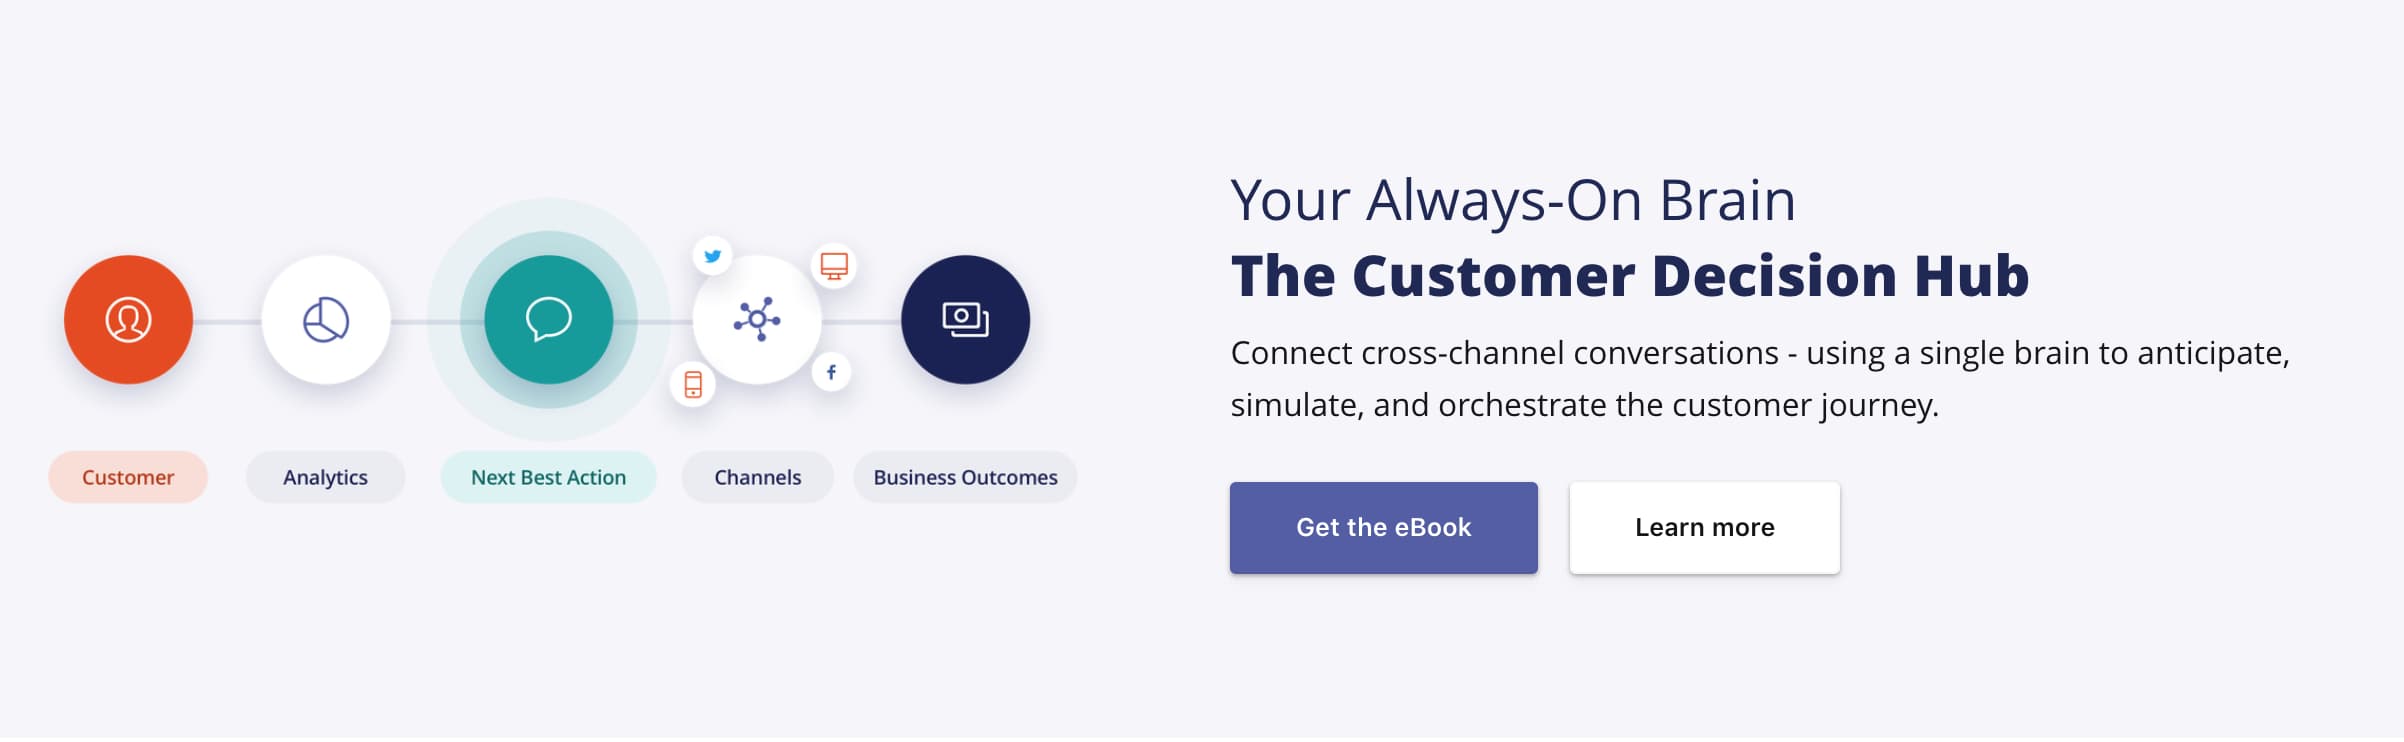 Customer
Analytics
Next Best Action
Channels
Business Outcomes
Your Always-On Brain
The Customer Decision Hub
Connect cross-channel conversations - using a single brain to anticipate,
simulate, and orchestrate the customer journey.
Get the eBook
Learn more